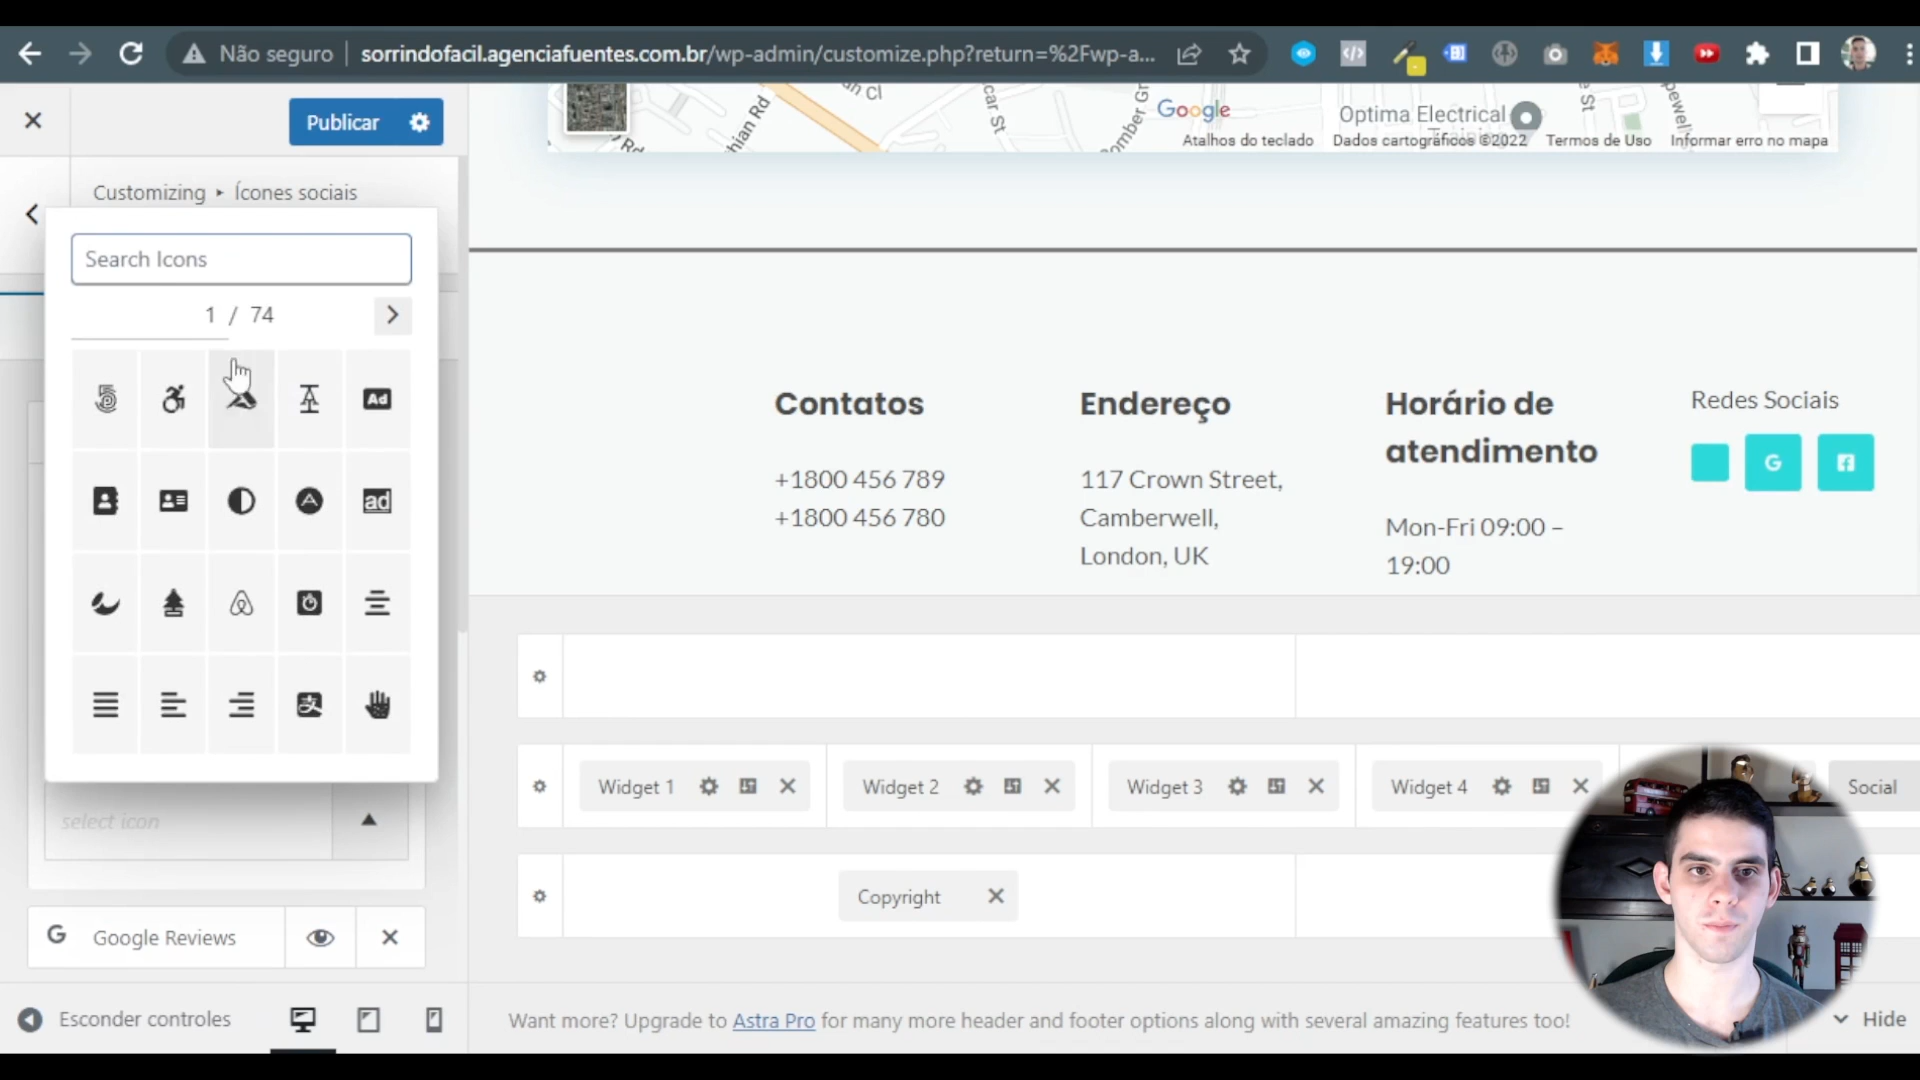 Não seguro
sorrindofacil.agenciafuentes.com.br/wp-admin/customize.php?return=%2Fwp-a...
Publicar
Customizing ▸ Ícones sociais
Search Icons
1 / 74
Ad
ad
select icon
Google Reviews
Esconder controles
Google
Optima Electrical
Atalhos do teclado
Dados cartográficos ©2022
Termos de Uso
Informar erro no mapa
Contatos
+1800 456 789
+1800 456 780
Endereço
117 Crown Street,
Camberwell,
London, UK
Horário de
atendimento
Mon-Fri 09:00 –
19:00
Redes Sociais
Widget 1
Widget 2
Widget 3
Widget 4
Social
Copyright
Want more? Upgrade to Astra Pro for many more header and footer options along with several amazing features too!
Hide